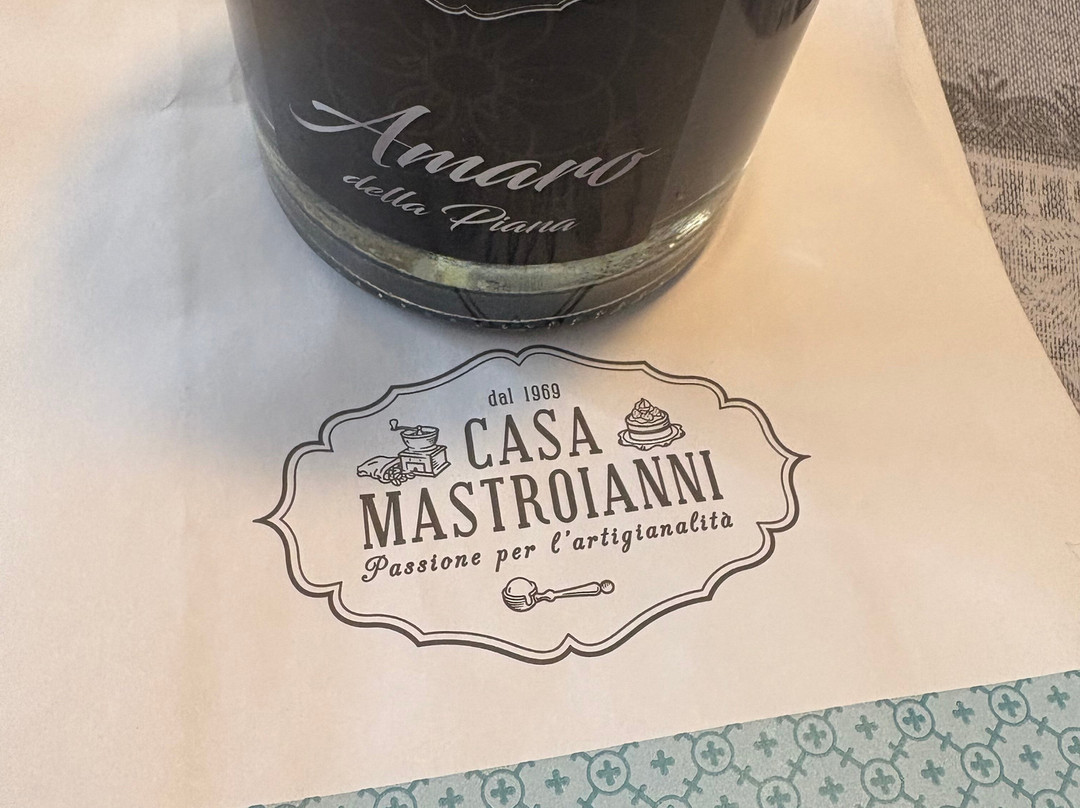 Amaro
della Piana
dal 1969
CASA
MASTROIANNI
Passione per l'artigianalità